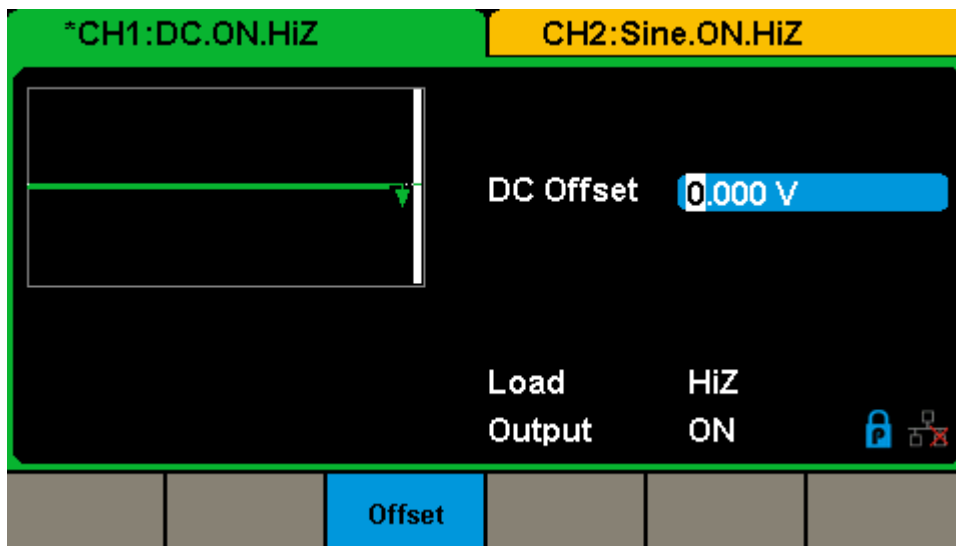 *CH1:DC.ON.HiZ
CH2:Sine.ON.HiZ
DC Offset 0.000 V
Load HiZ
Output ON
P
Offset